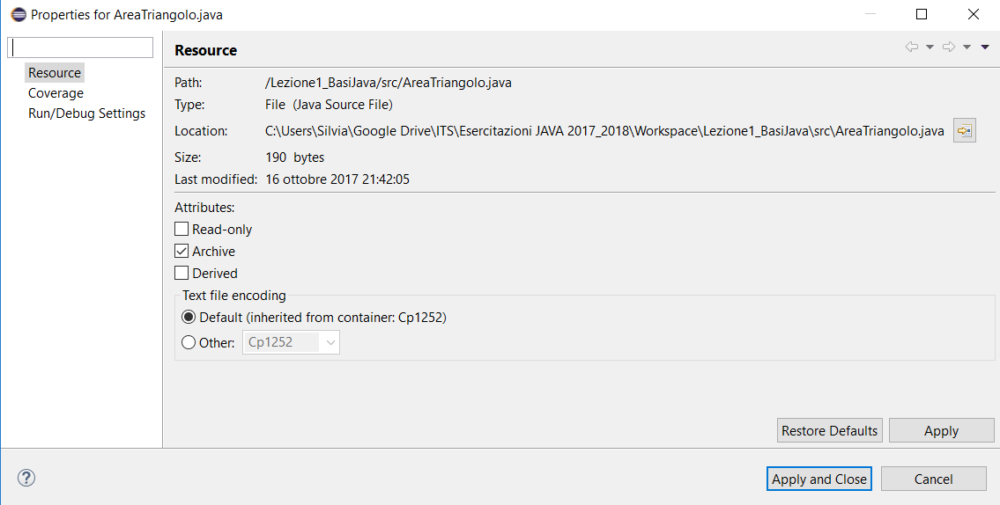 Properties for AreaTriangolo.java
Resource
Coverage
Run/Debug Settings
Resource
Path: /Lezione1_BasiJava/src/AreaTriangolo.java
Type: File (Java Source File)
Location: C:\Users\Silvia\Google Drive\ITS\Esercitazioni JAVA 2017_2018\Workspace\Lezione1_BasiJava\src\AreaTriangolo.java
Size: 190 bytes
Last modified: 16 ottobre 2017 21:42:05
Attributes:
Read-only
Archive
Derived
Text file encoding
Default (inherited from container: Cp1252)
Other: Cp1252
Restore Defaults Apply
? Apply and Close Cancel